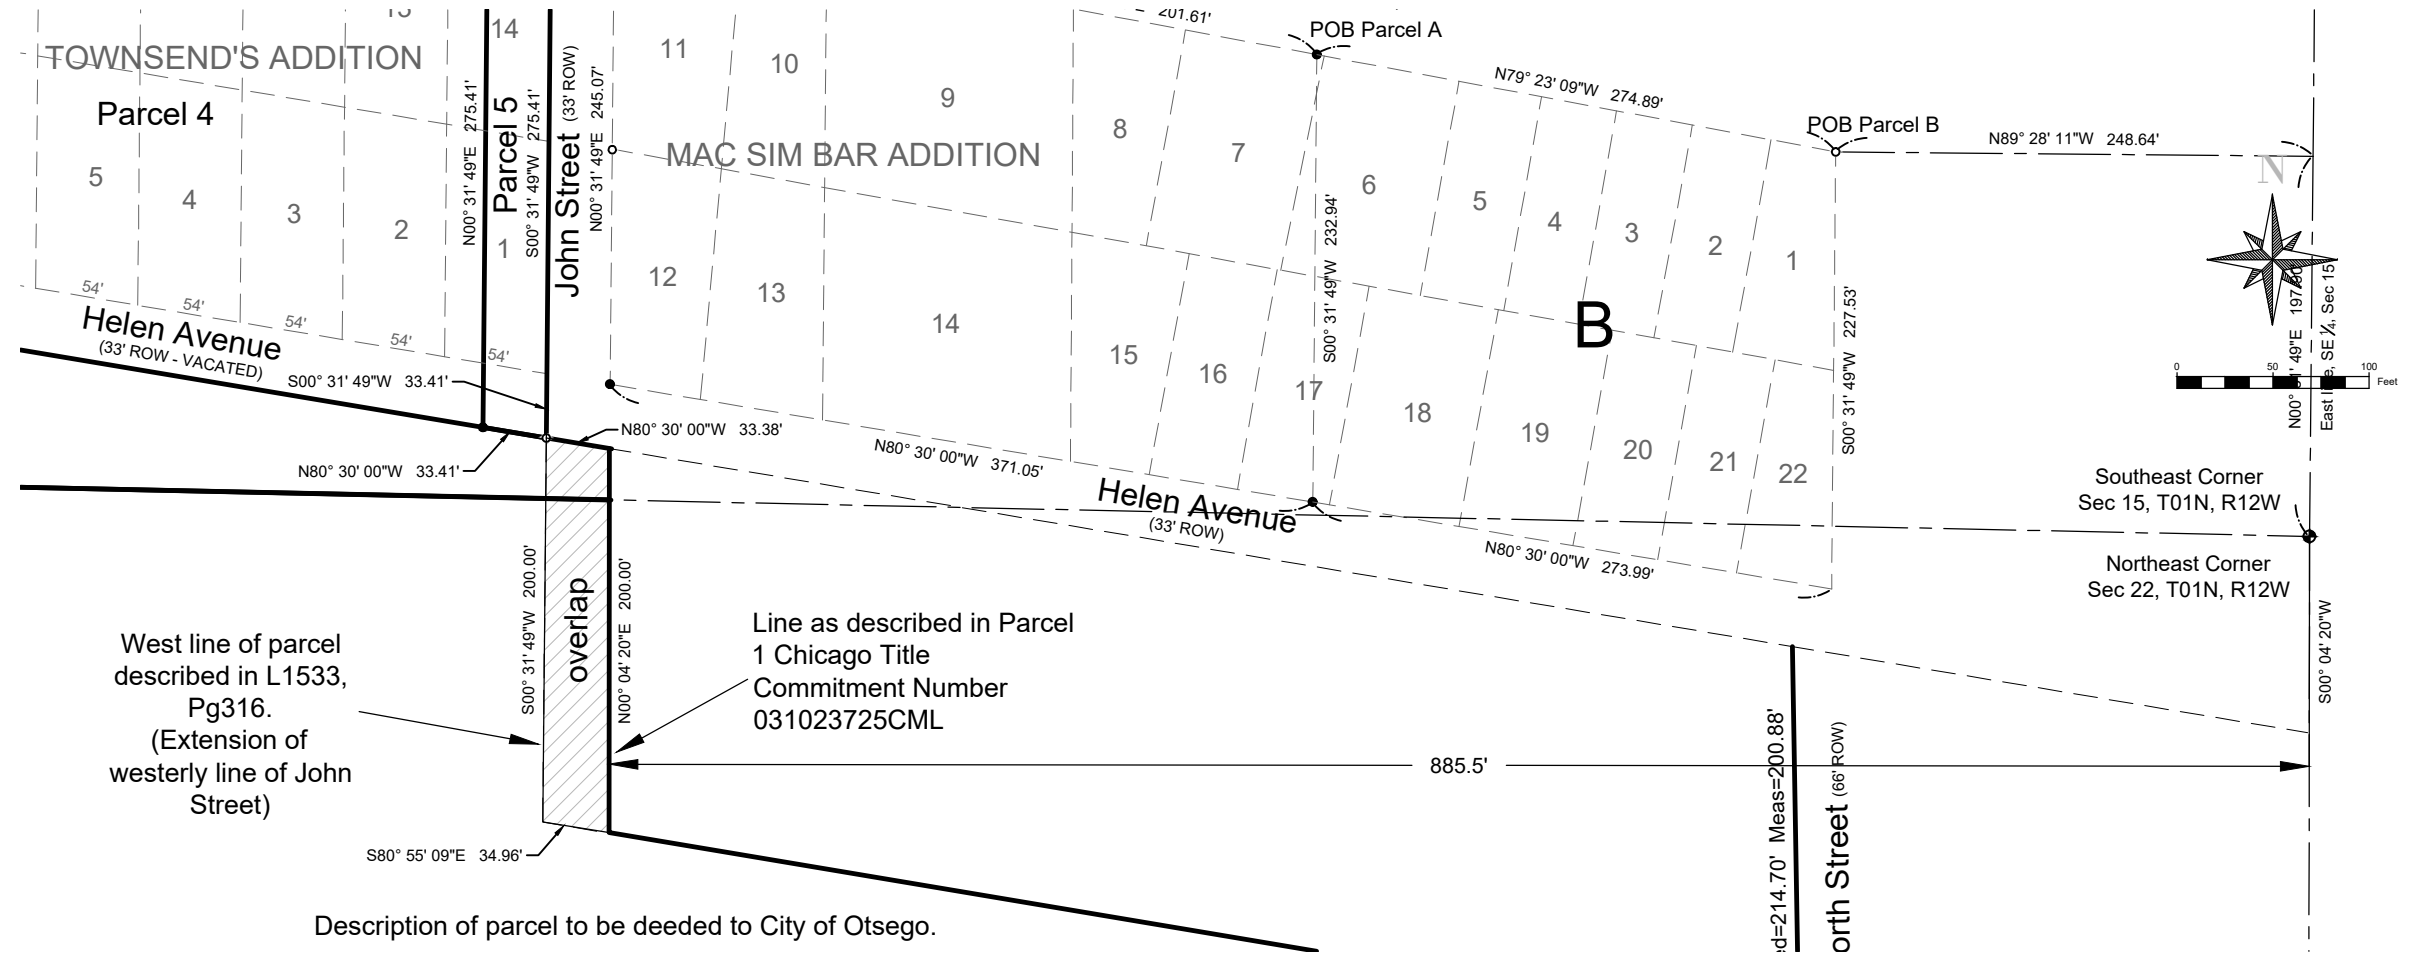 201.61'
POB Parcel A
14
TOWNSEND'S ADDITION
11
10
9
N79° 23' 09"W 274.89'
Parcel 4
N00° 31' 49"E 275.41'
Parcel 5
S00° 31' 49"W 275.41'
John Street (33' ROW)
N00° 31' 49"E 245.07'
MAC SIM BAR ADDITION
8
7
POB Parcel B
N89° 28' 11"W 248.64'
N
5
4
3
2
1
6
5
4
3
2
1
12
13
14
15
16
17
18
19
20
21
22
B
S00° 31' 49"W 232.94'
S00° 31' 49"W 227.53'
East SE ¼, Sec 15
0 50 100
Feet
54'
54'
54'
54'
54'
Helen Avenue
(33' ROW - VACATED)
S00° 31' 49"W 33.41'
N80° 30' 00"W 33.38'
N80° 30' 00"W 33.41'
N80° 30' 00"W 371.05'
Helen Avenue
(33' ROW)
N80° 30' 00"W 273.99'
Southeast Corner
Sec 15, T01N, R12W
Northeast Corner
Sec 22, T01N, R12W
S00° 04' 20"W
S00° 31' 49"W 200.00'
overlap
N00° 04' 20"E 200.00'
West line of parcel
described in L1533,
Pg316.
(Extension of
westerly line of John
Street)
Line as described in Parcel
1 Chicago Title
Commitment Number
031023725CML
885.5'
ed=214.70' Meas=200.88'
orth Street (66' ROW)
S80° 55' 09"E 34.96'
Description of parcel to be deeded to City of Otsego.